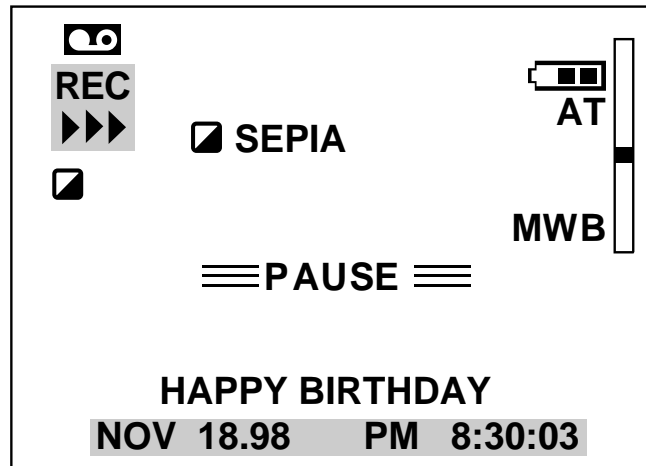 REC
AT
SEPIA
MWB
PAUSE
HAPPY BIRTHDAY
NOV 18.98 PM 8:30:03